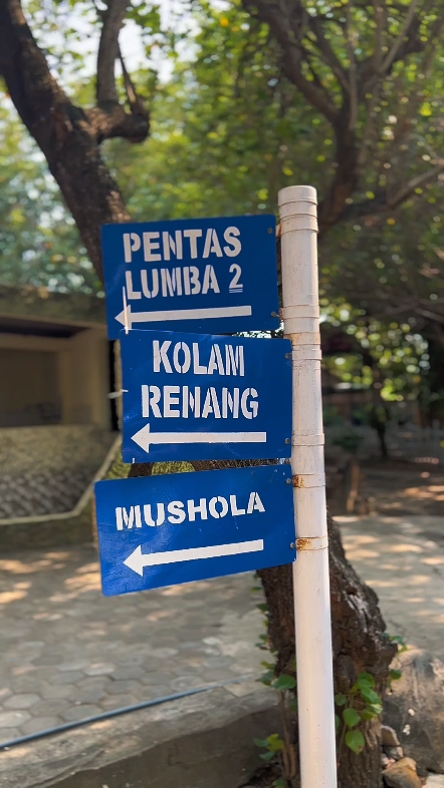 PENTAS
LUMBA 2
KOLAM
RENANG
MUSHOLA